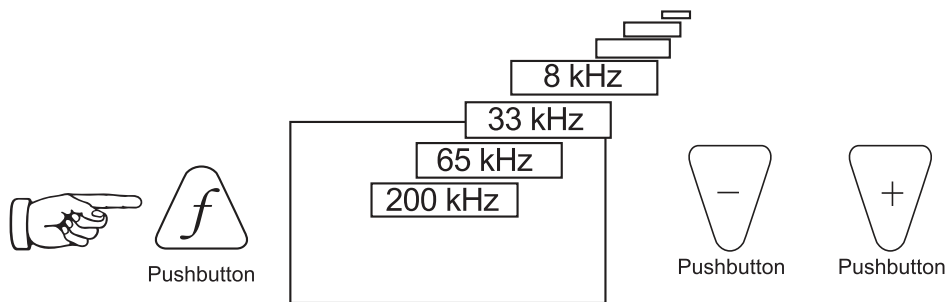 8 kHz
33 kHz
65 kHz
200 kHz
f
Pushbutton
−
Pushbutton
+
Pushbutton